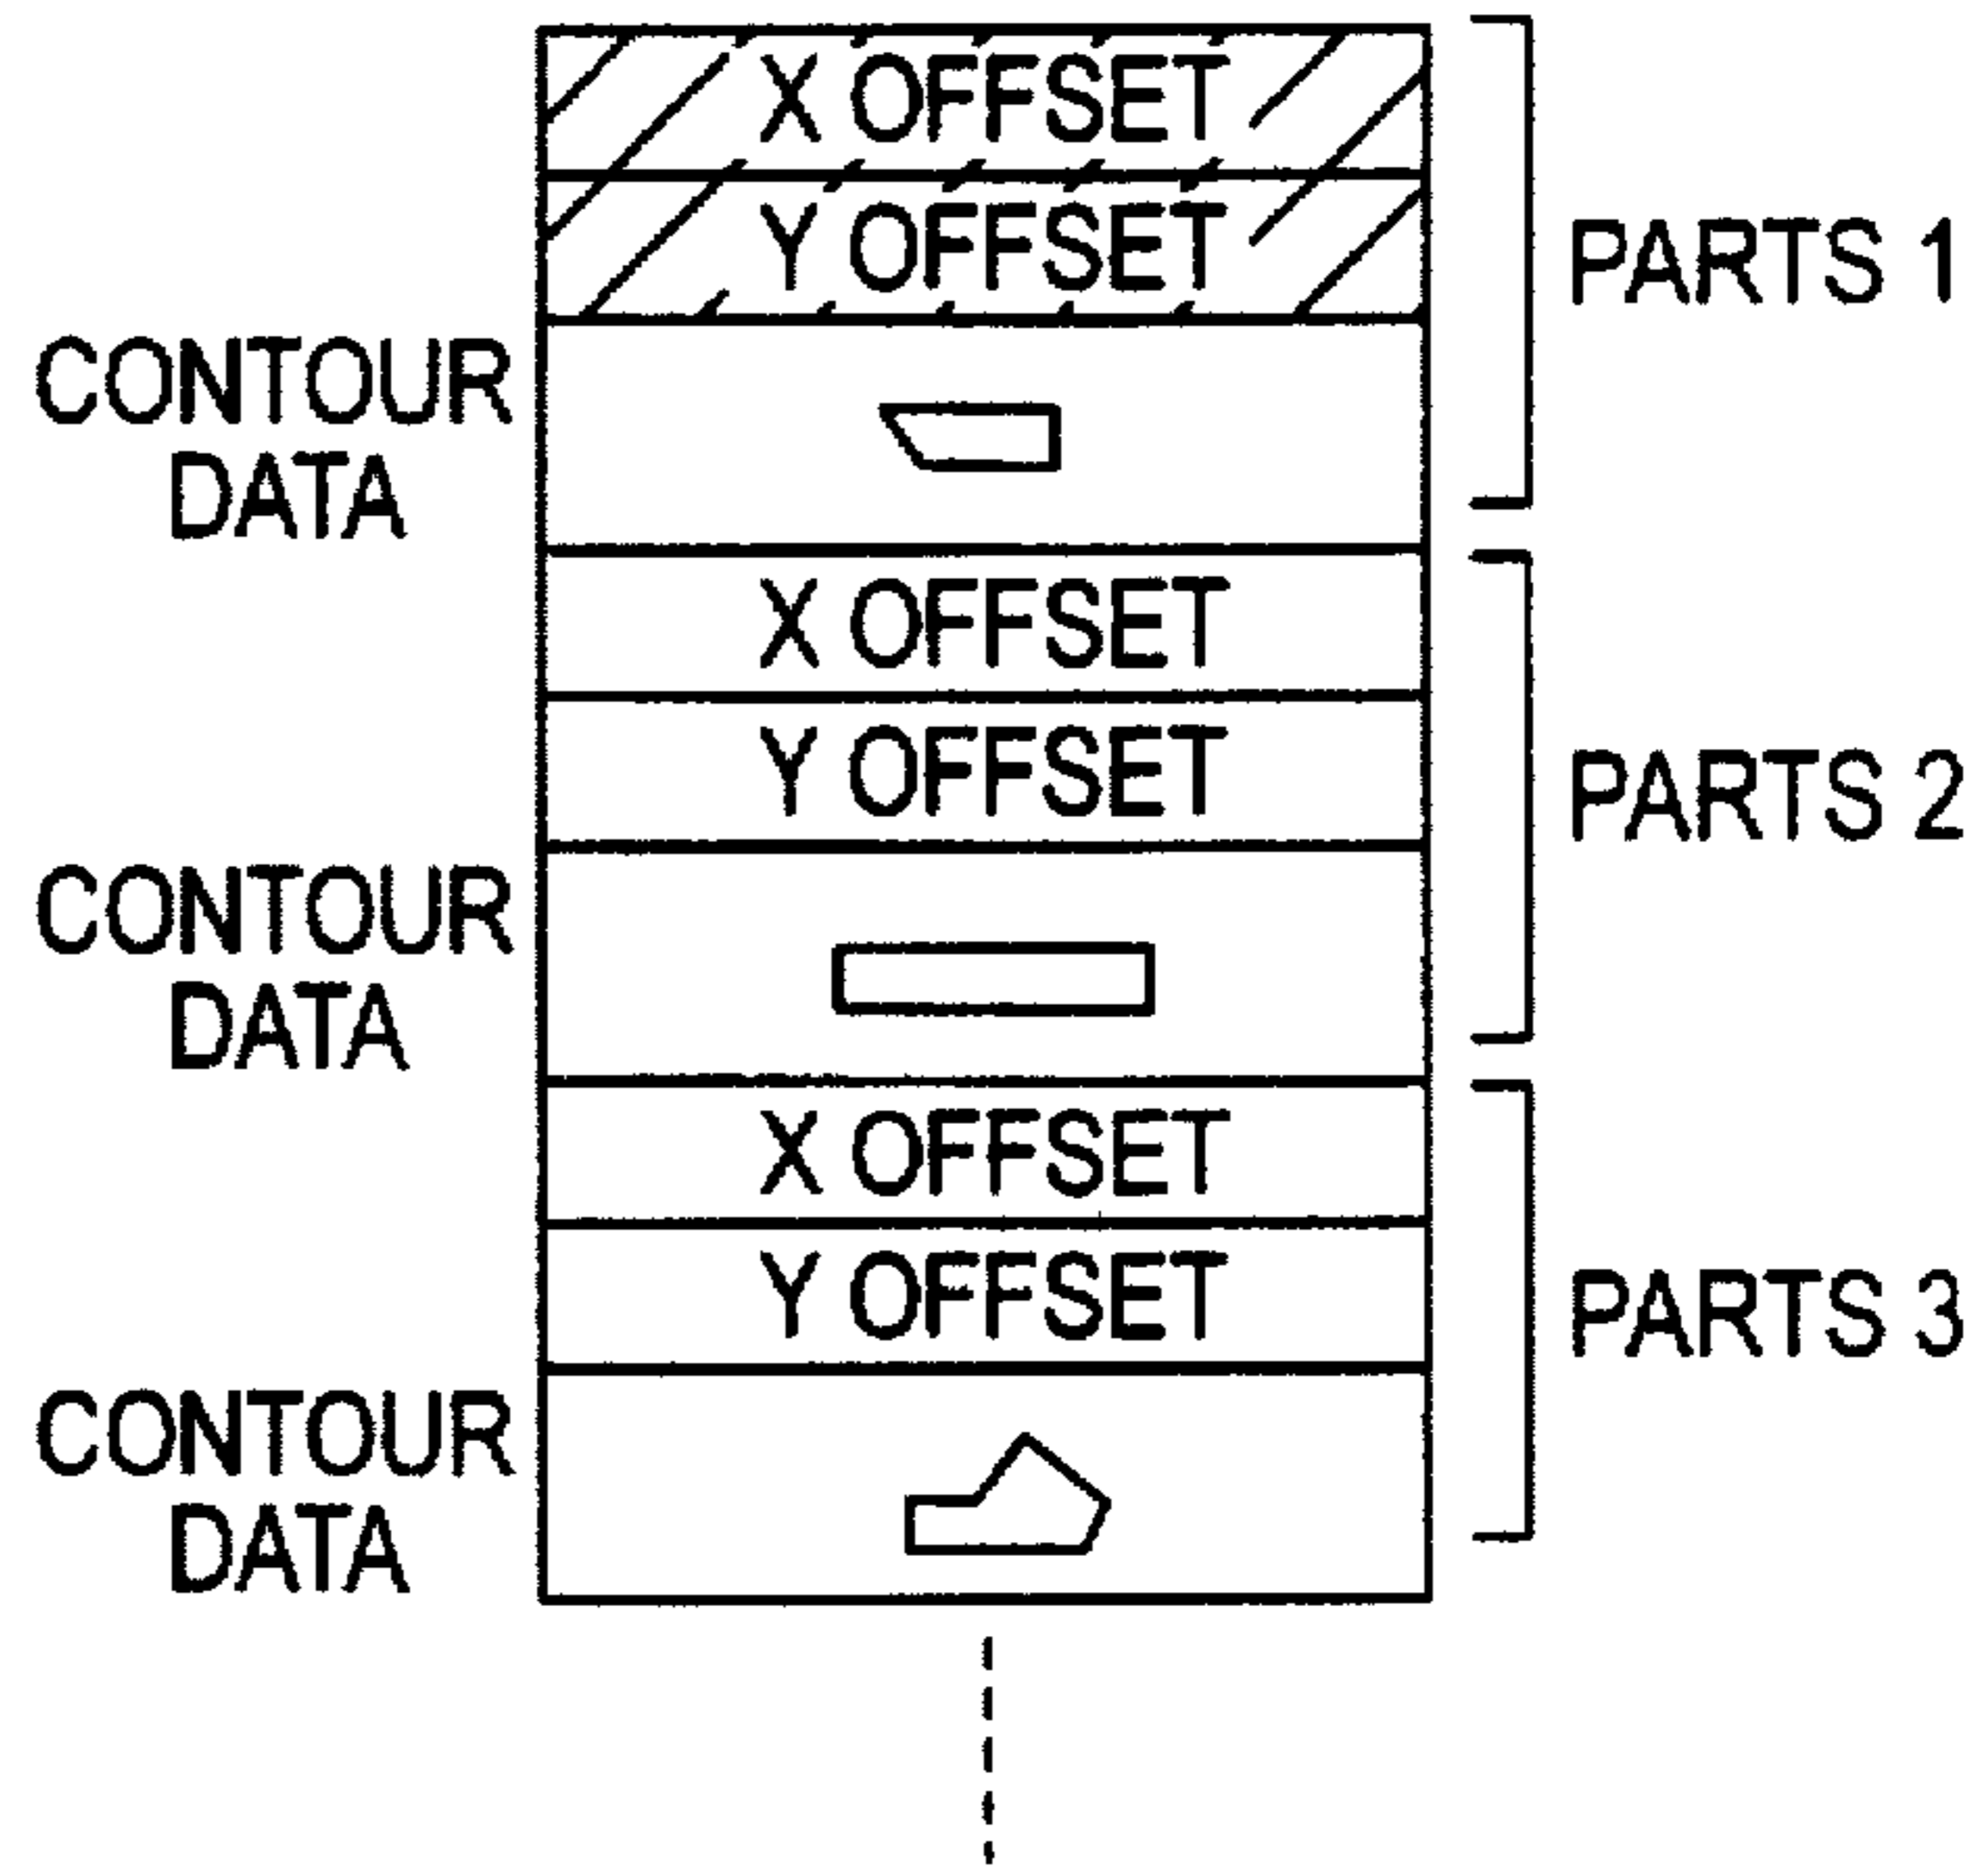 X OFFSET
Y OFFSET
PARTS 1
CONTOUR
DATA
X OFFSET
Y OFFSET
PARTS 2
CONTOUR
DATA
X OFFSET
Y OFFSET
PARTS 3
CONTOUR
DATA